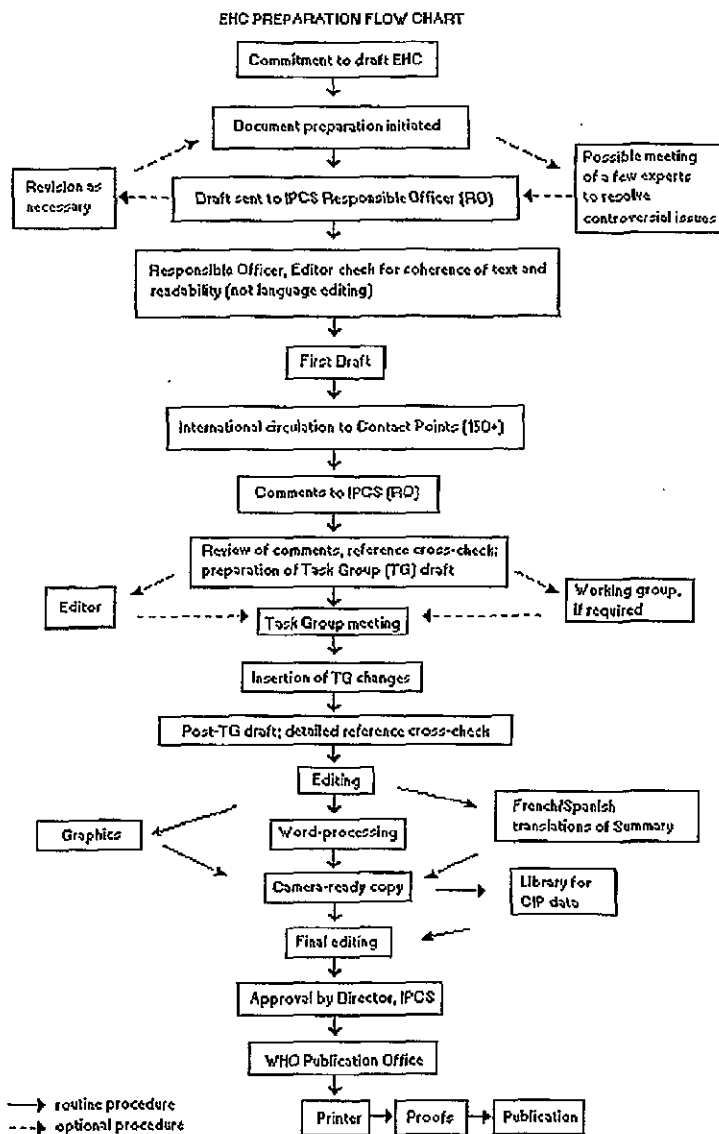 EHC PREPARATION FLOW CHART
Commitment to draft EHC
Document preparation initiated
Revision as
necessary
Possible meeting
of a few experts
to resolve
controversial issues
Draft sent to IPCS Responsible Officer (RO)
Responsible Officer, Editor check for coherence of text and
readability (not language editing)
First Draft
International circulation to Contact Points (150+)
Comments to IPCS (RO)
Review of comments, reference cross-check;
preparation of Task Group (TG) draft
Editor
Working group,
if required
Task Group meeting
Insertion of TG changes
Post-TG draft; detailed reference cross-check
Editing
Graphics
Word-processing
French/Spanish
translations of Summary
Camera-ready copy
Library for
CIP data
Final editing
Approval by Director, IPCS
WHO Publication Office
routine procedure
optional procedure
Printer
Proofs
Publication